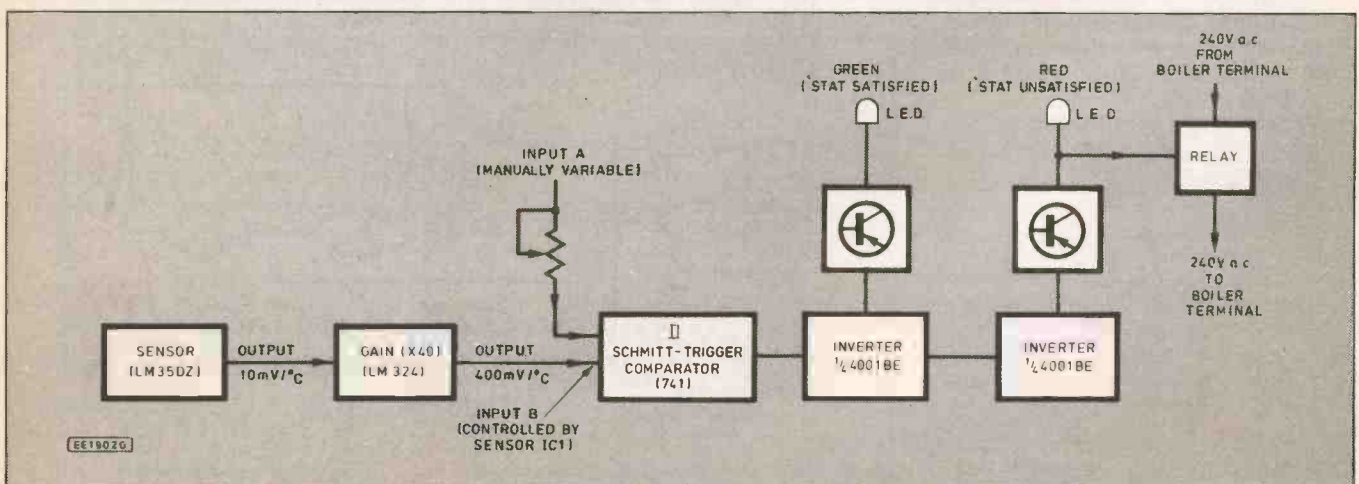 240V a.c
FROM
BOILER TERMINAL
GREEN
(`STAT SATISFIED)
L.E.D.
RED
(`STAT UNSATISFIED)
L E D
RELAY
INPUT A
(MANUALLY VARIABLE)
240V a.c
TO
BOILER
TERMINAL
SENSOR
(LM35DZ)
OUTPUT
10mV/°C
GAIN (X40)
(LM 324)
OUTPUT
400mV/°C
SCHMITT-TRIGGER
COMPARATOR
(741)
INVERTER
1/4 4001BE
INVERTER
1/4 4001BE
INPUT B
(CONTROLLED BY
SENSOR IC1)
EE1902G